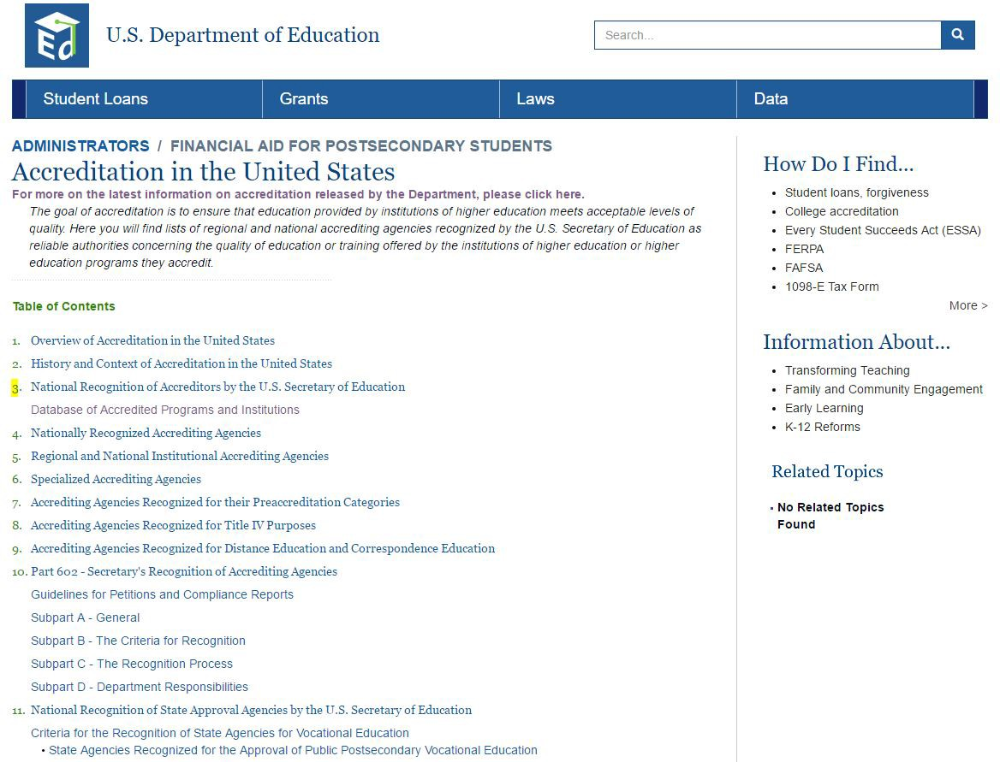 Ed
U.S. Department of Education
Search...
Student Loans
Grants
Laws
Data
ADMINISTRATORS / FINANCIAL AID FOR POSTSECONDARY STUDENTS
Accreditation in the United States
For more on the latest information on accreditation released by the Department, please click here.
The goal of accreditation is to ensure that education provided by institutions of higher education meets acceptable levels of
quality. Here you will find lists of regional and national accrediting agencies recognized by the U.S. Secretary of Education as
reliable authorities concerning the quality of education or training offered by the institutions of higher education or higher
education programs they accredit.
Table of Contents
1. Overview of Accreditation in the United States
2. History and Context of Accreditation in the United States
3. National Recognition of Accreditors by the U.S. Secretary of Education
Database of Accredited Programs and Institutions
4. Nationally Recognized Accrediting Agencies
5. Regional and National Institutional Accrediting Agencies
6. Specialized Accrediting Agencies
7. Accrediting Agencies Recognized for their Preaccreditation Categories
8. Accrediting Agencies Recognized for Title IV Purposes
9. Accrediting Agencies Recognized for Distance Education and Correspondence Education
10. Part 602 - Secretary's Recognition of Accrediting Agencies
Guidelines for Petitions and Compliance Reports
Subpart A - General
Subpart B - The Criteria for Recognition
Subpart C - The Recognition Process
Subpart D - Department Responsibilities
11. National Recognition of State Approval Agencies by the U.S. Secretary of Education
Criteria for the Recognition of State Agencies for Vocational Education
• State Agencies Recognized for the Approval of Public Postsecondary Vocational Education
How Do I Find...
• Student loans, forgiveness
• College accreditation
• Every Student Succeeds Act (ESSA)
• FERPA
• FAFSA
• 1098-E Tax Form
More >
Information About...
• Transforming Teaching
• Family and Community Engagement
• Early Learning
• K-12 Reforms
Related Topics
• No Related Topics
Found